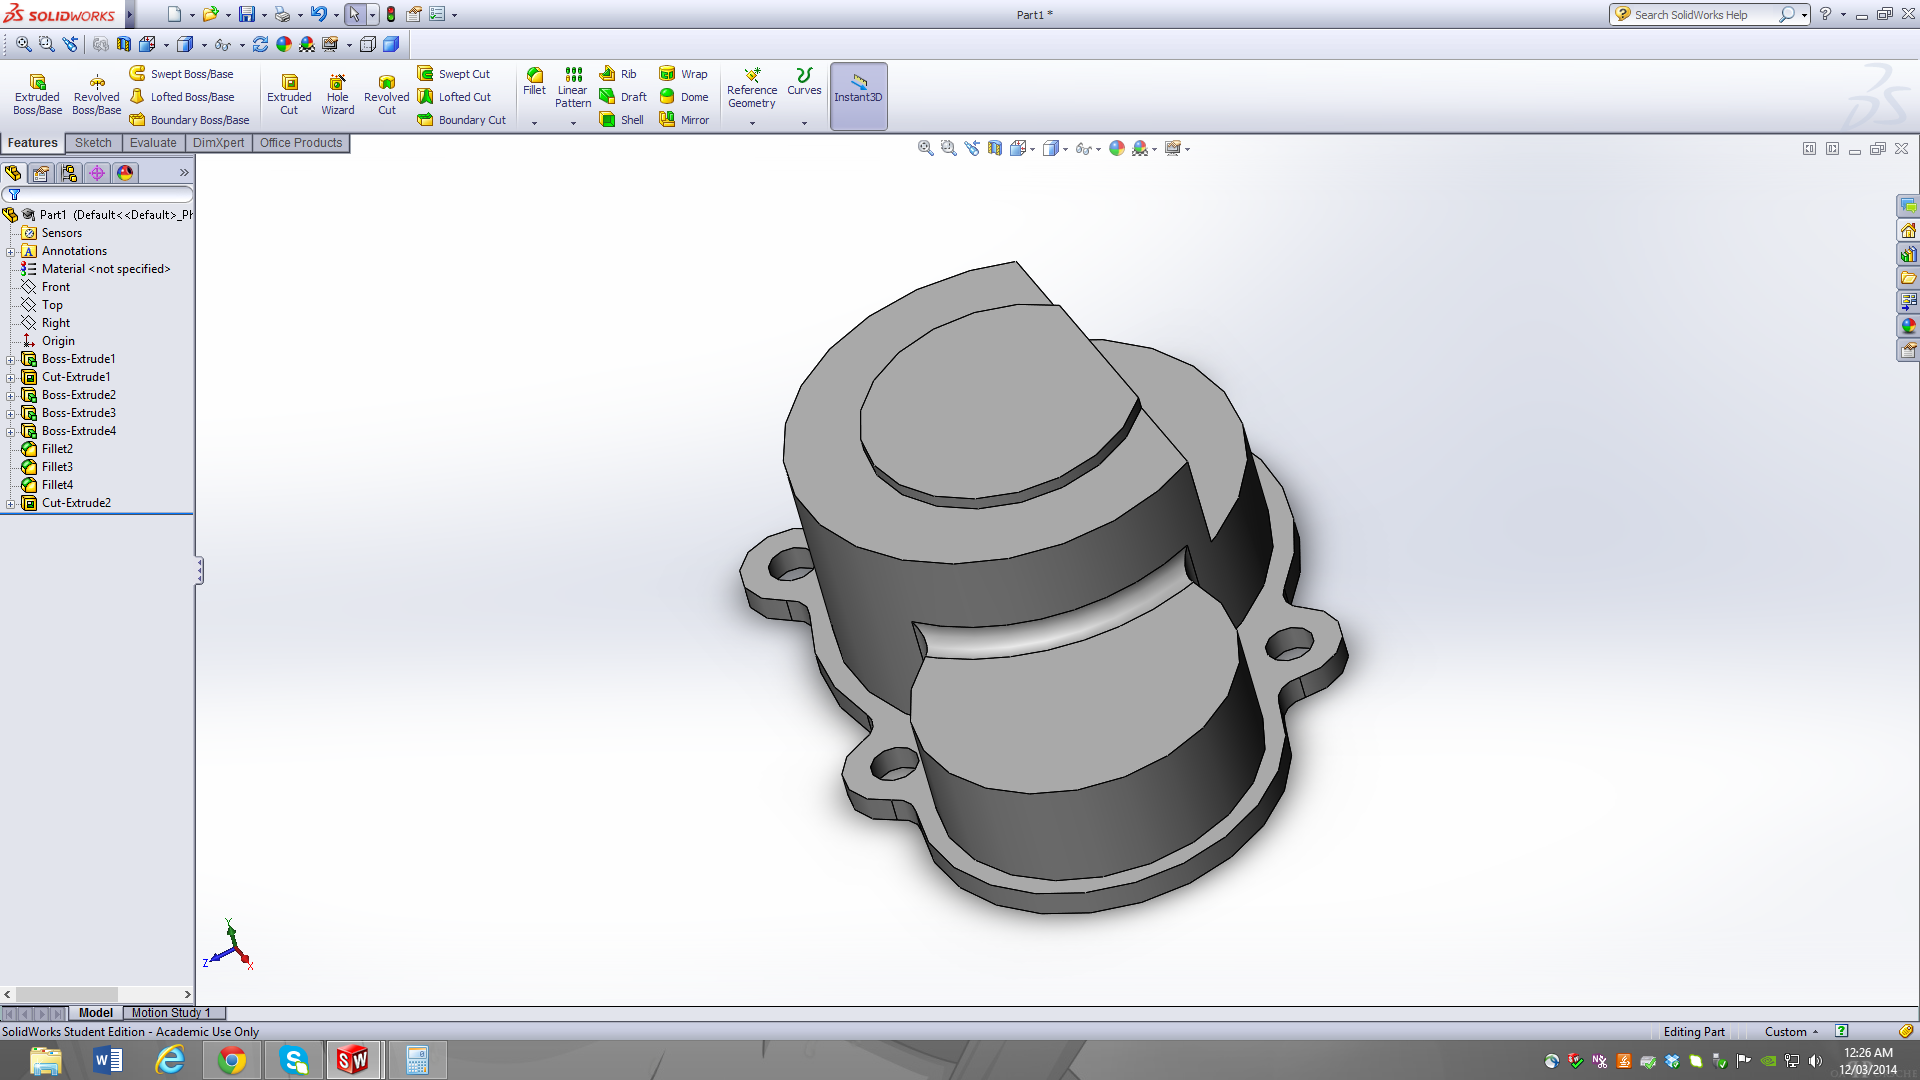 SOLIDWORKS
Part1 *
Search SolidWorks Help
Extruded Boss/Base
Revolved Boss/Base
Swept Boss/Base
Lofted Boss/Base
Boundary Boss/Base
Extruded Cut
Hole Wizard
Revolved Cut
Swept Cut
Lofted Cut
Boundary Cut
Fillet
Linear Pattern
Rib
Draft
Shell
Wrap
Dome
Mirror
Reference Geometry
Curves
Instant3D
Features
Sketch
Evaluate
DimXpert
Office Products
Part1 (Default<<Default>_Ph
Sensors
A Annotations
Material <not specified>
Front
Top
Right
Origin
Boss-Extrude1
Cut-Extrude1
Boss-Extrude2
Boss-Extrude3
Boss-Extrude4
Fillet2
Fillet3
Fillet4
Cut-Extrude2
Y
Z
X
Model
Motion Study 1
SolidWorks Student Edition - Academic Use Only
Editing Part
Custom
12:26 AM
12/03/2014